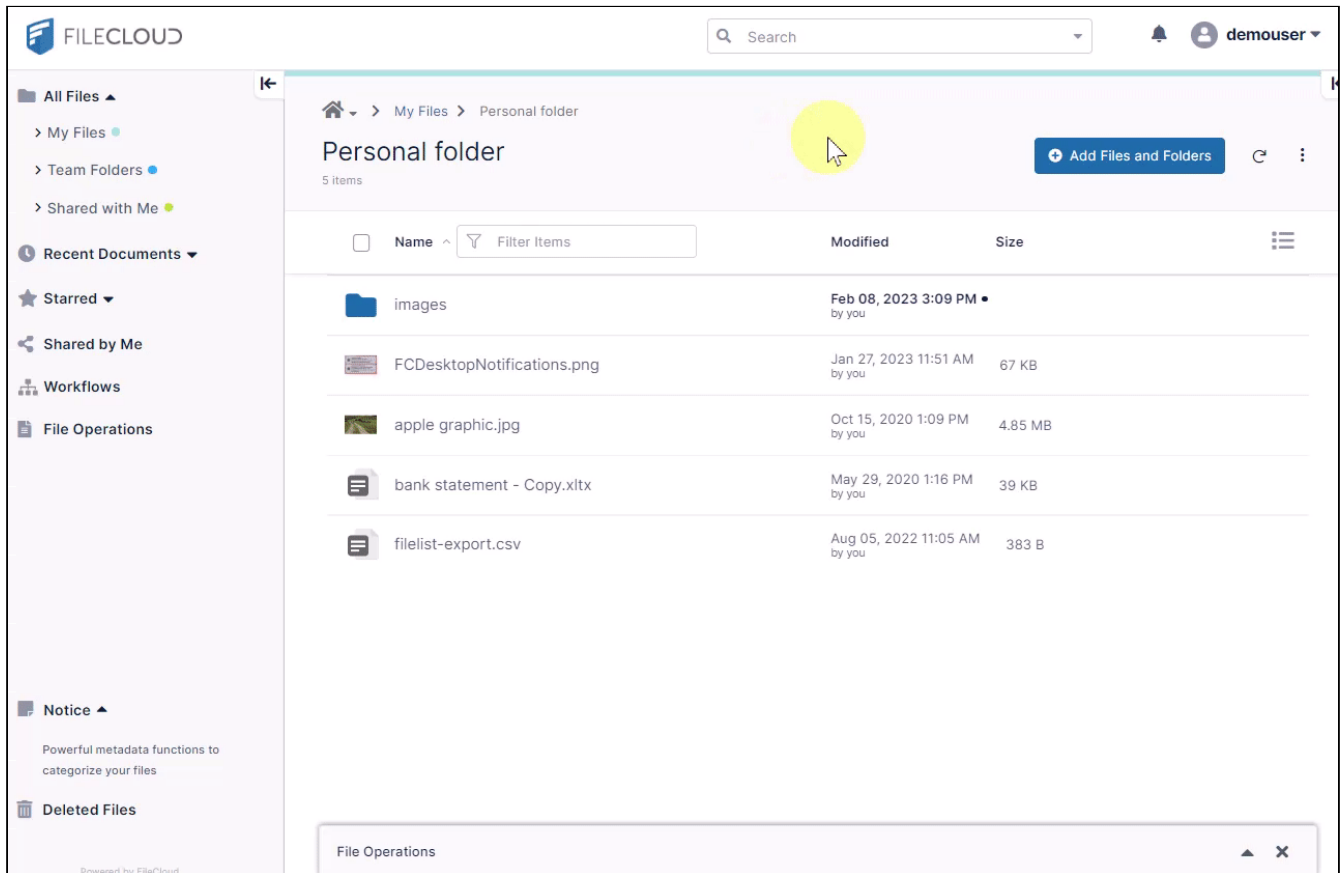 FILECLOUD
Search
demouser
All Files
My Files
Team Folders
Shared with Me
Recent Documents
Starred
Shared by Me
Workflows
File Operations
Notice
Powerful metadata functions to
categorize your files
Deleted Files
Powered by FileCloud
My Files > Personal folder
Personal folder
5 items
Add Files and Folders
Name Filter Items Modified Size
images Feb 08, 2023 3:09 PM
by you
FCDesktopNotifications.png Jan 27, 2023 11:51 AM 67 KB
by you
apple graphic.jpg Oct 15, 2020 1:09 PM 4.85 MB
by you
bank statement - Copy.xltx May 29, 2020 1:16 PM 39 KB
by you
filelist-export.csv Aug 05, 2022 11:05 AM 383 B
by you
File Operations